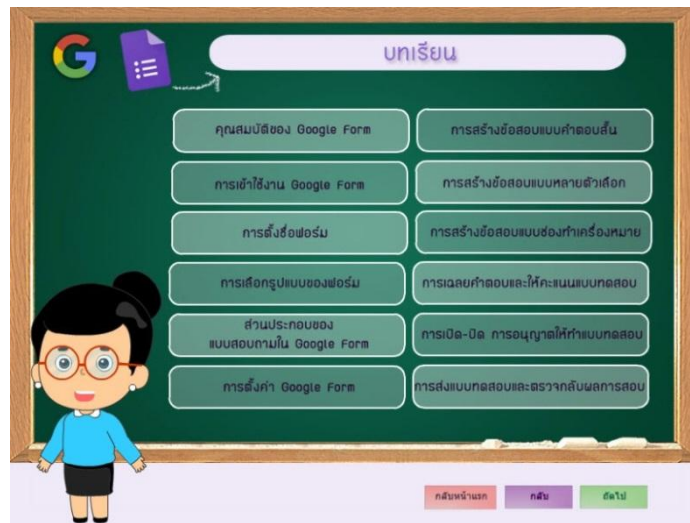 บทเรียน
คุณสมบัติของ Google Form
การเข้าใช้งาน Google Form
การตั้งชื่อฟอร์ม
การเลือกรูปแบบของฟอร์ม
ส่วนประกอบของ
แบบสอบถามใน Google Form
การตั้งค่า Google Form
การสร้างข้อสอบแบบคำตอบสั้น
การสร้างข้อสอบแบบหลายตัวเลือก
การสร้างข้อสอบแบบช่องทำเครื่องหมาย
การเฉลยคำตอบและให้คะแนนแบบทดสอบ
การเปิด-ปิด การอนุญาตให้ทำแบบทดสอบ
การส่งแบบทดสอบและตรวจกลับผลการสอบ
กลับหน้าแรก
กลับ
ถัดไป